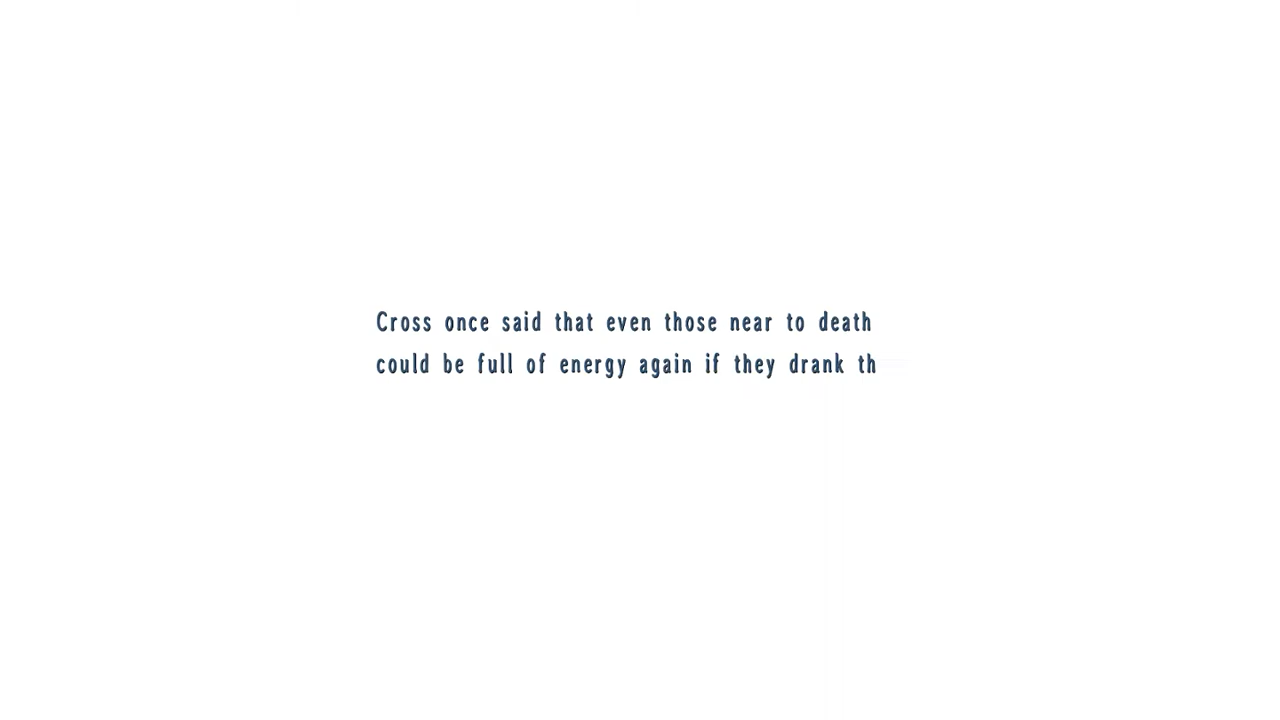 Cross once said that even those near to death
could be full of energy again if they drank th